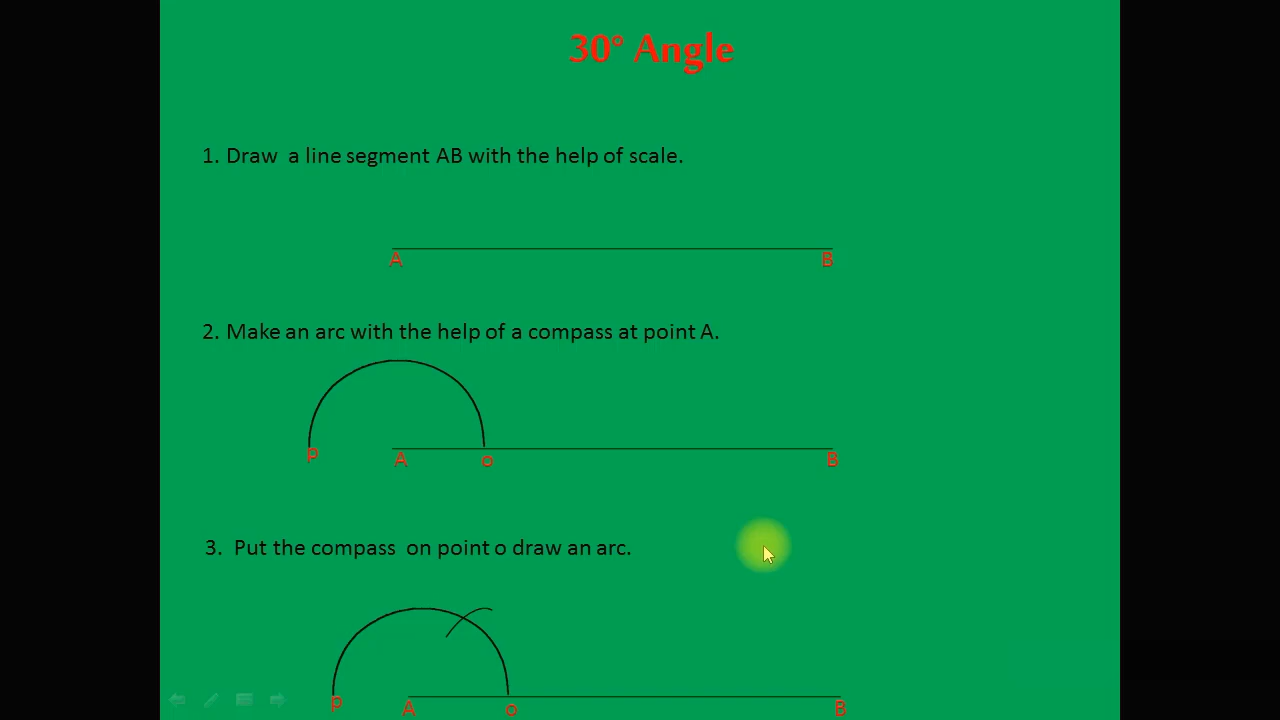 30° Angle
1. Draw a line segment AB with the help of scale.
A B
2. Make an arc with the help of a compass at point A.
p A o B
3. Put the compass on point o draw an arc.
p A o B